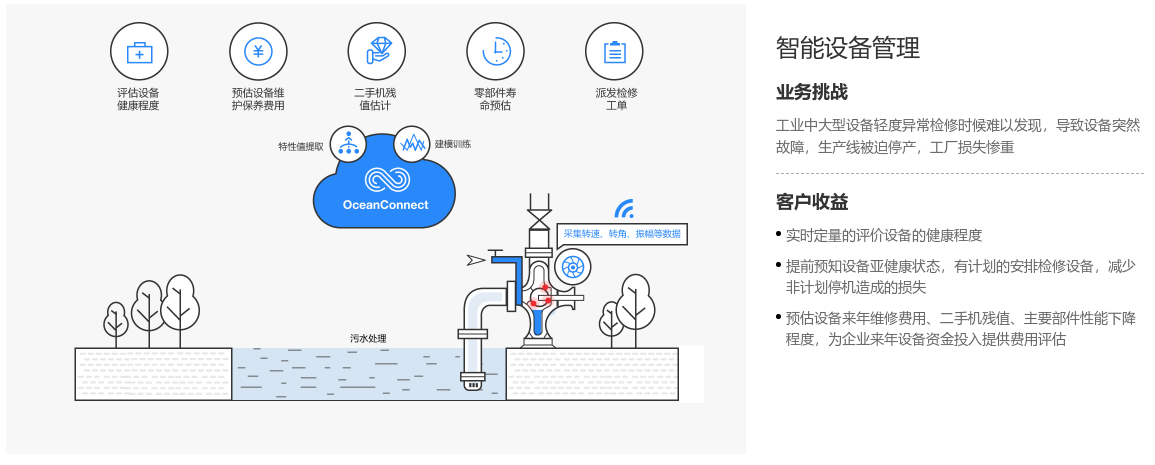 评估设备
健康程度
预估设备维
护保养费用
二手机残
值估计
零部件寿
命预估
派发检修
工单
特性值提取
建模训练
OceanConnect
采集转速、转角、振幅等数据
污水处理
智能设备管理
业务挑战
工业中大型设备轻度异常检修时候难以发现，导致设备突然
故障，生产线被迫停产，工厂损失惨重
客户收益
实时定量的评价设备的健康程度
提前预知设备亚健康状态，有计划的安排检修设备，减少
非计划停机造成的损失
预估设备来年维修费用、二手机残值、主要部件性能下降
程度，为企业来年设备资金投入提供费用评估